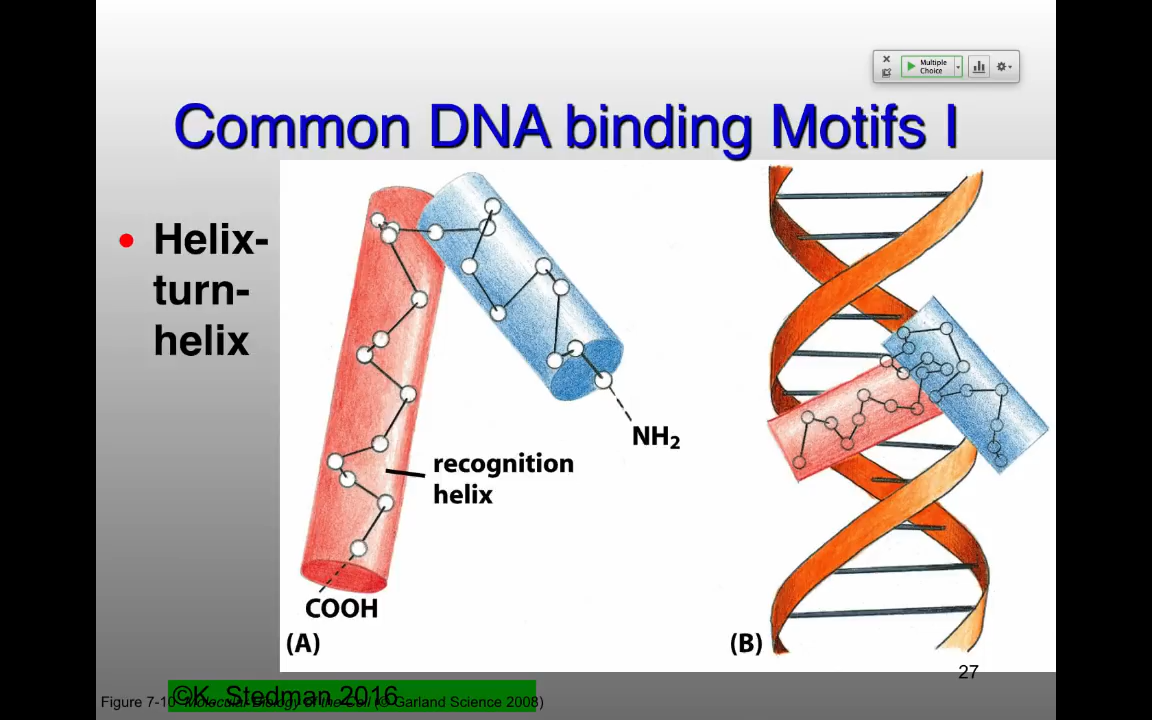 Multiple
Choice
Common DNA binding Motifs I
• Helix-
turn-
helix
NH2
recognition
helix
COOH
(A)
(B)
27
©K. Stedman 2016
Figure 7-10 Molecular Biology of the Cell (© Garland Science 2008)